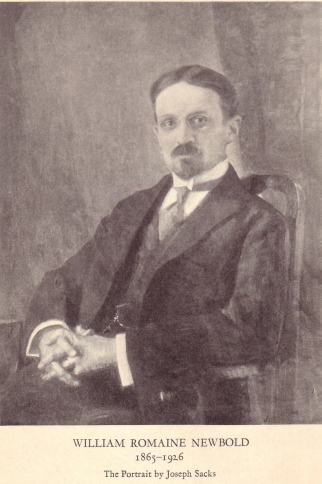 WILLIAM ROMAINE NEWBOLD
1865–1926
The Portrait by Joseph Sacks